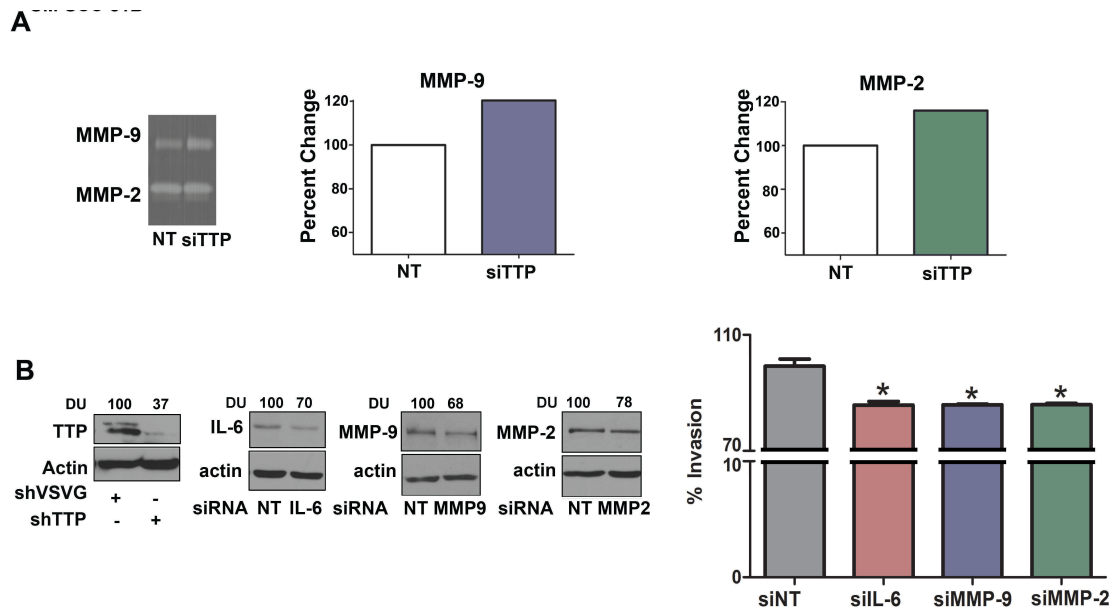 A
MMP-9
MMP-2
NT siTTP
MMP-9
Percent Change
120
100
80
60
NT siTTP
MMP-2
Percent Change
120
100
80
60
NT siTTP
B
DU 100 37
TTP
Actin
shVSVG + -
shTTP - +
DU 100 70
IL-6
actin
siRNA NT IL-6
DU 100 68
MMP-9
actin
siRNA NT MMP9
DU 100 78
MMP-2
actin
siRNA NT MMP2
% Invasion
110
70
10
0
* * *
siNT siIL-6 siMMP-9 siMMP-2